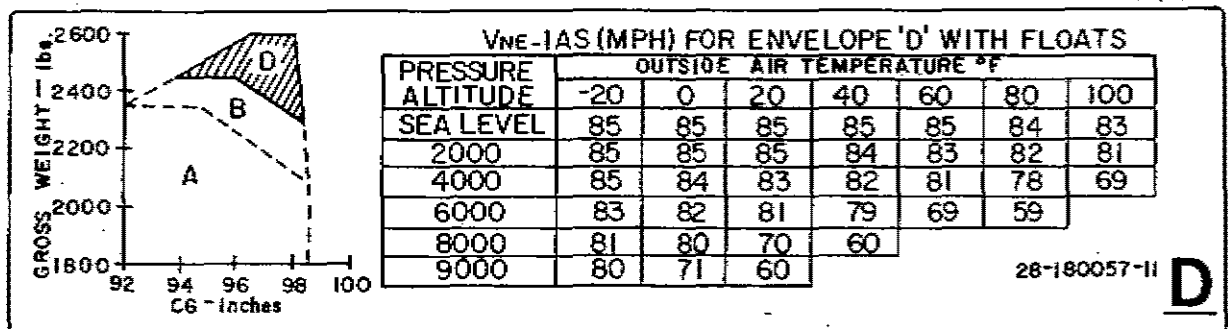 GROSS WEIGHT - lbs.
2600
2400
2200
2000
1800
92 94 96 98 100
CG - Inches
D
B
A
VNE-IAS (MPH) FOR ENVELOPE 'D' WITH FLOATS
PRESSURE ALTITUDE OUTSIDE AIR TEMPERATURE °F
-20 0 20 40 60 80 100
SEA LEVEL 85 85 85 85 85 84 83
2000 85 85 85 84 83 82 81
4000 85 84 83 82 81 78 69
6000 83 82 81 79 69 59
8000 81 80 70 60
9000 80 71 60
28-180057-11
D